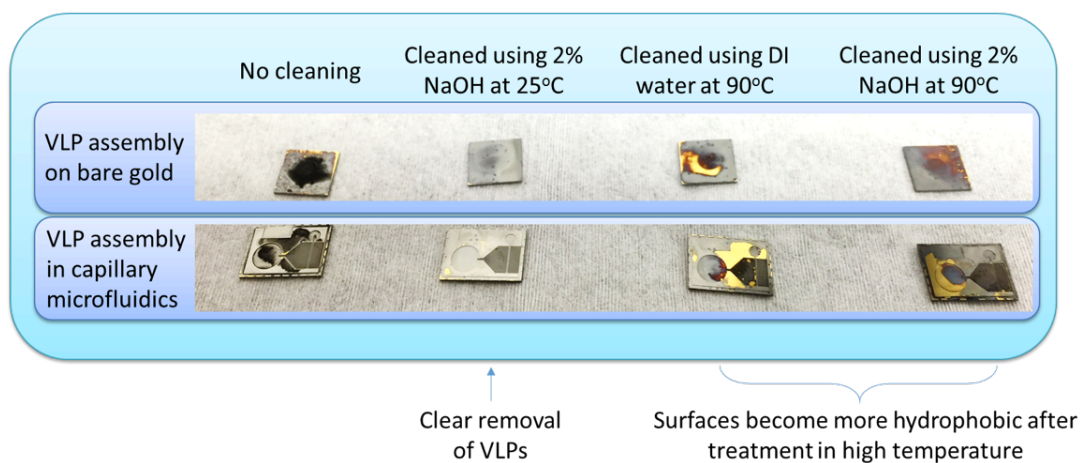 No cleaning
Cleaned using 2%
NaOH at 25°C
Cleaned using DI
water at 90°C
Cleaned using 2%
NaOH at 90°C
VLP assembly
on bare gold
VLP assembly
in capillary
microfluidics
Clear removal
of VLPs
Surfaces become more hydrophobic after
treatment in high temperature